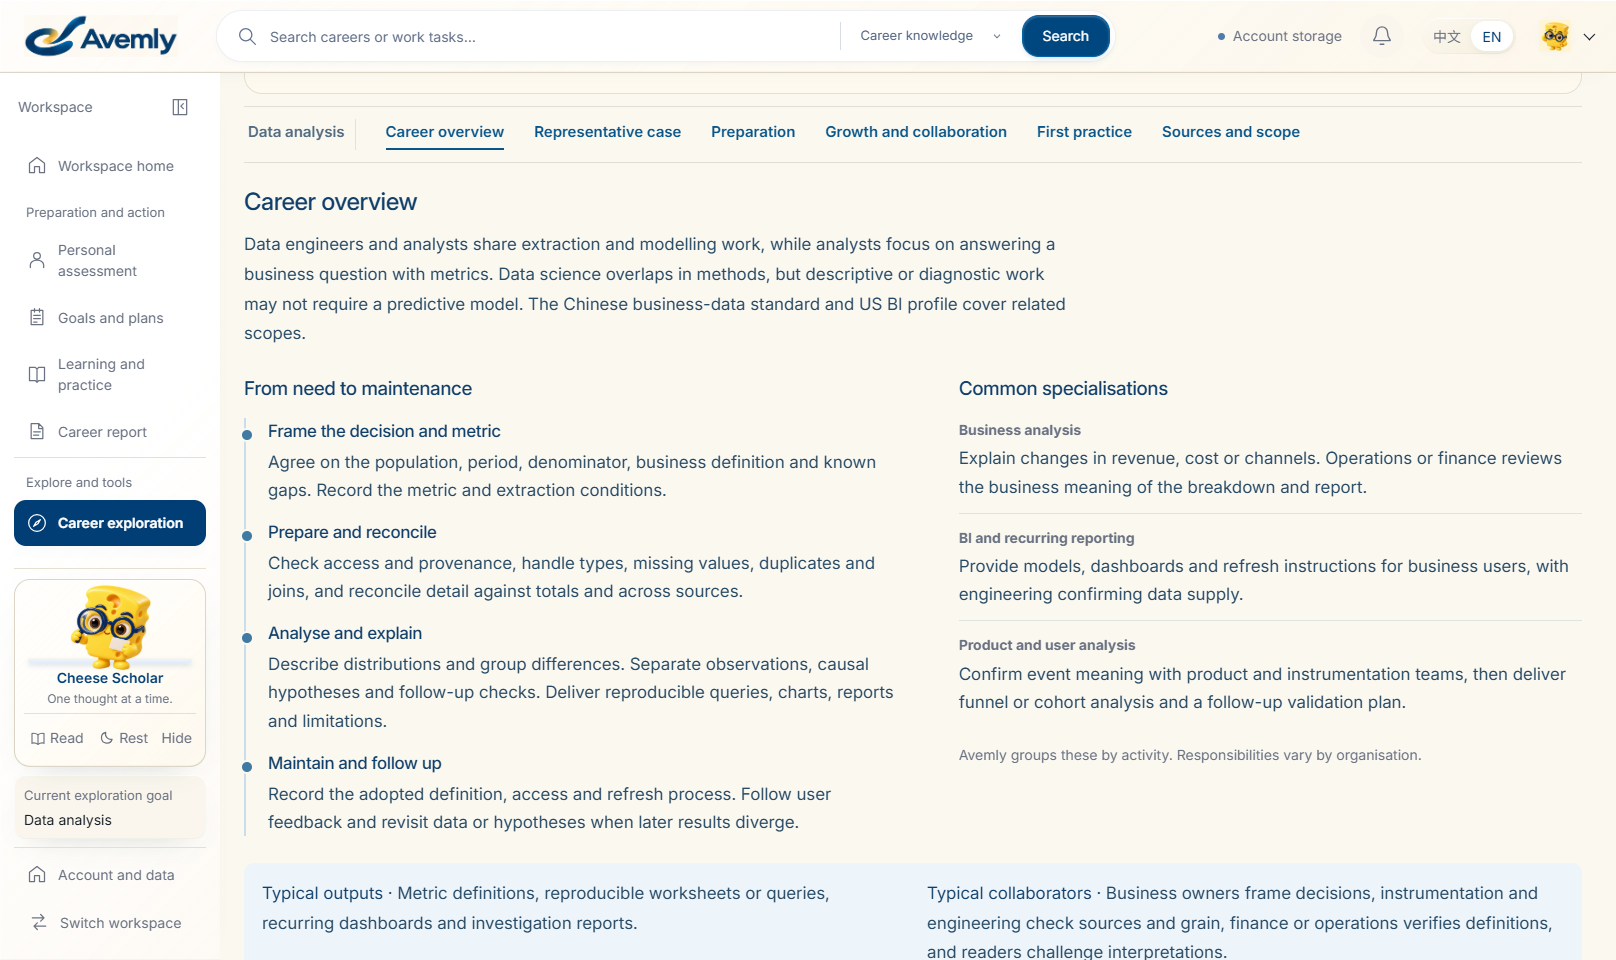 Avemly
Search careers or work tasks...
Career knowledge
Search
Account storage
中文
EN
Workspace
Workspace home
Preparation and action
Personal
assessment
Goals and plans
Learning and
practice
Career report
Explore and tools
Career exploration
Cheese Scholar
One thought at a time.
Read
Rest
Hide
Current exploration goal
Data analysis
Account and data
Switch workspace
Data analysis
Career overview
Representative case
Preparation
Growth and collaboration
First practice
Sources and scope
Career overview
Data engineers and analysts share extraction and modelling work, while analysts focus on answering a
business question with metrics. Data science overlaps in methods, but descriptive or diagnostic work
may not require a predictive model. The Chinese business-data standard and US BI profile cover related
scopes.
From need to maintenance
Frame the decision and metric
Agree on the population, period, denominator, business definition and known
gaps. Record the metric and extraction conditions.
Prepare and reconcile
Check access and provenance, handle types, missing values, duplicates and
joins, and reconcile detail against totals and across sources.
Analyse and explain
Describe distributions and group differences. Separate observations, causal
hypotheses and follow-up checks. Deliver reproducible queries, charts, reports
and limitations.
Maintain and follow up
Record the adopted definition, access and refresh process. Follow user
feedback and revisit data or hypotheses when later results diverge.
Common specialisations
Business analysis
Explain changes in revenue, cost or channels. Operations or finance reviews
the business meaning of the breakdown and report.
BI and recurring reporting
Provide models, dashboards and refresh instructions for business users, with
engineering confirming data supply.
Product and user analysis
Confirm event meaning with product and instrumentation teams, then deliver
funnel or cohort analysis and a follow-up validation plan.
Avemly groups these by activity. Responsibilities vary by organisation.
Typical outputs · Metric definitions, reproducible worksheets or queries,
recurring dashboards and investigation reports.
Typical collaborators · Business owners frame decisions, instrumentation and
engineering check sources and grain, finance or operations verifies definitions,
and readers challenge interpretations.